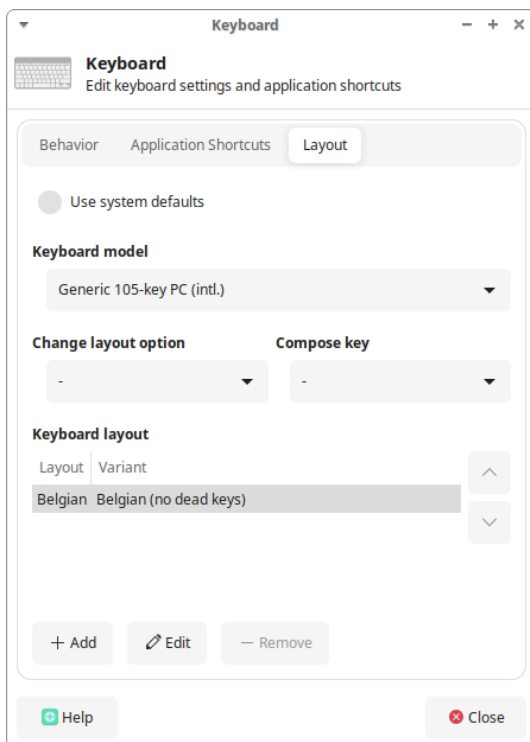 Keyboard
Keyboard
Edit keyboard settings and application shortcuts
Behavior Application Shortcuts Layout
Use system defaults
Keyboard model
Generic 105-key PC (intl.)
Change layout option Compose key
- -
Keyboard layout
Layout Variant
Belgian Belgian (no dead keys)
Add Edit Remove
Help Close